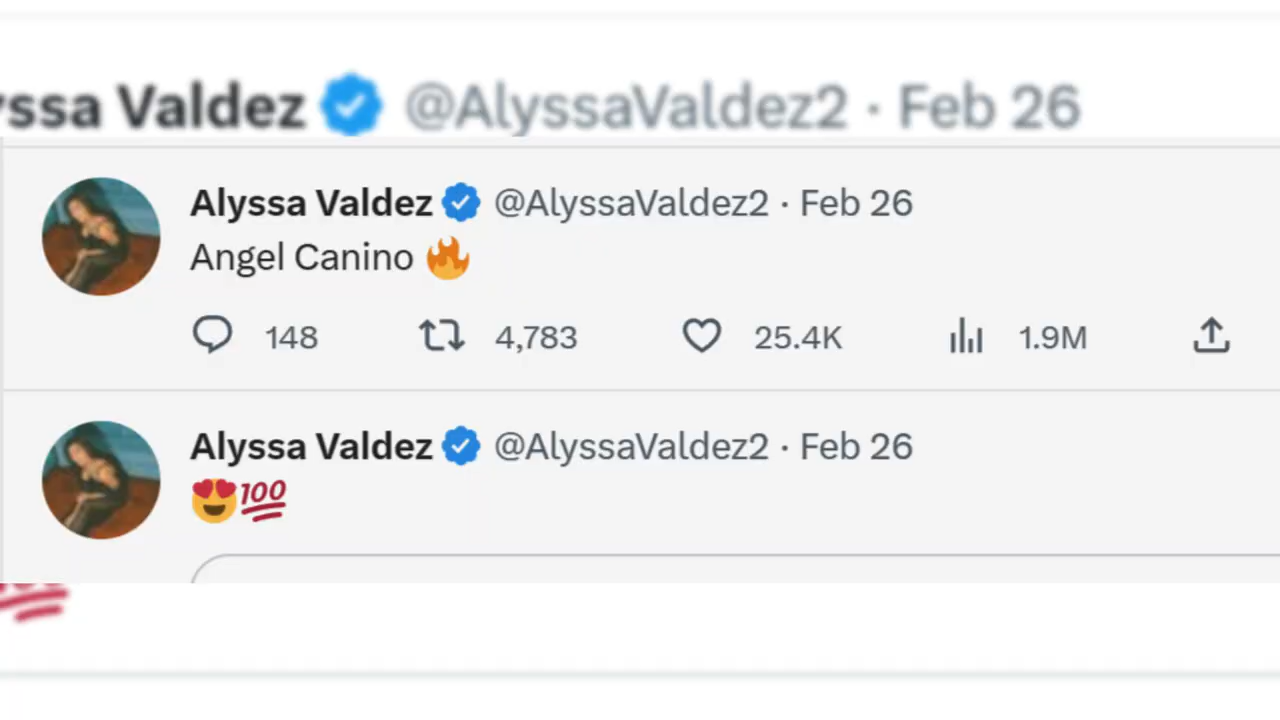 ssa Valdez @AlyssaValdez2 · Feb 26
Alyssa Valdez @AlyssaValdez2 · Feb 26
Angel Canino 🔥
148 4,783 25.4K 1.9M
Alyssa Valdez @AlyssaValdez2 · Feb 26
😍💯